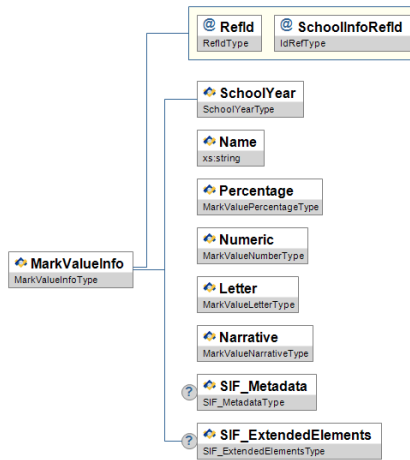 @ RefId
RefIdType
@ SchoolInfoRefId
IdRefType
SchoolYear
SchoolYearType
Name
xs:string
Percentage
MarkValuePercentageType
Numeric
MarkValueNumberType
MarkValueInfo
MarkValueInfoType
Letter
MarkValueLetterType
Narrative
MarkValueNarrativeType
? SIF_Metadata
SIF_MetadataType
? SIF_ExtendedElements
SIF_ExtendedElementsType